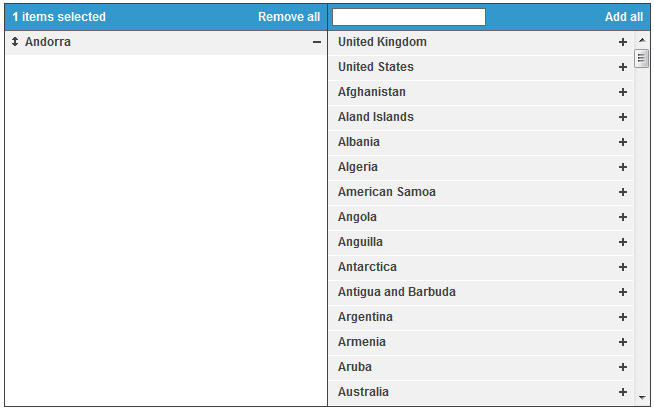 1 items selected Remove all Add all
Andorra
United Kingdom
United States
Afghanistan
Aland Islands
Albania
Algeria
American Samoa
Angola
Anguilla
Antarctica
Antigua and Barbuda
Argentina
Armenia
Aruba
Australia